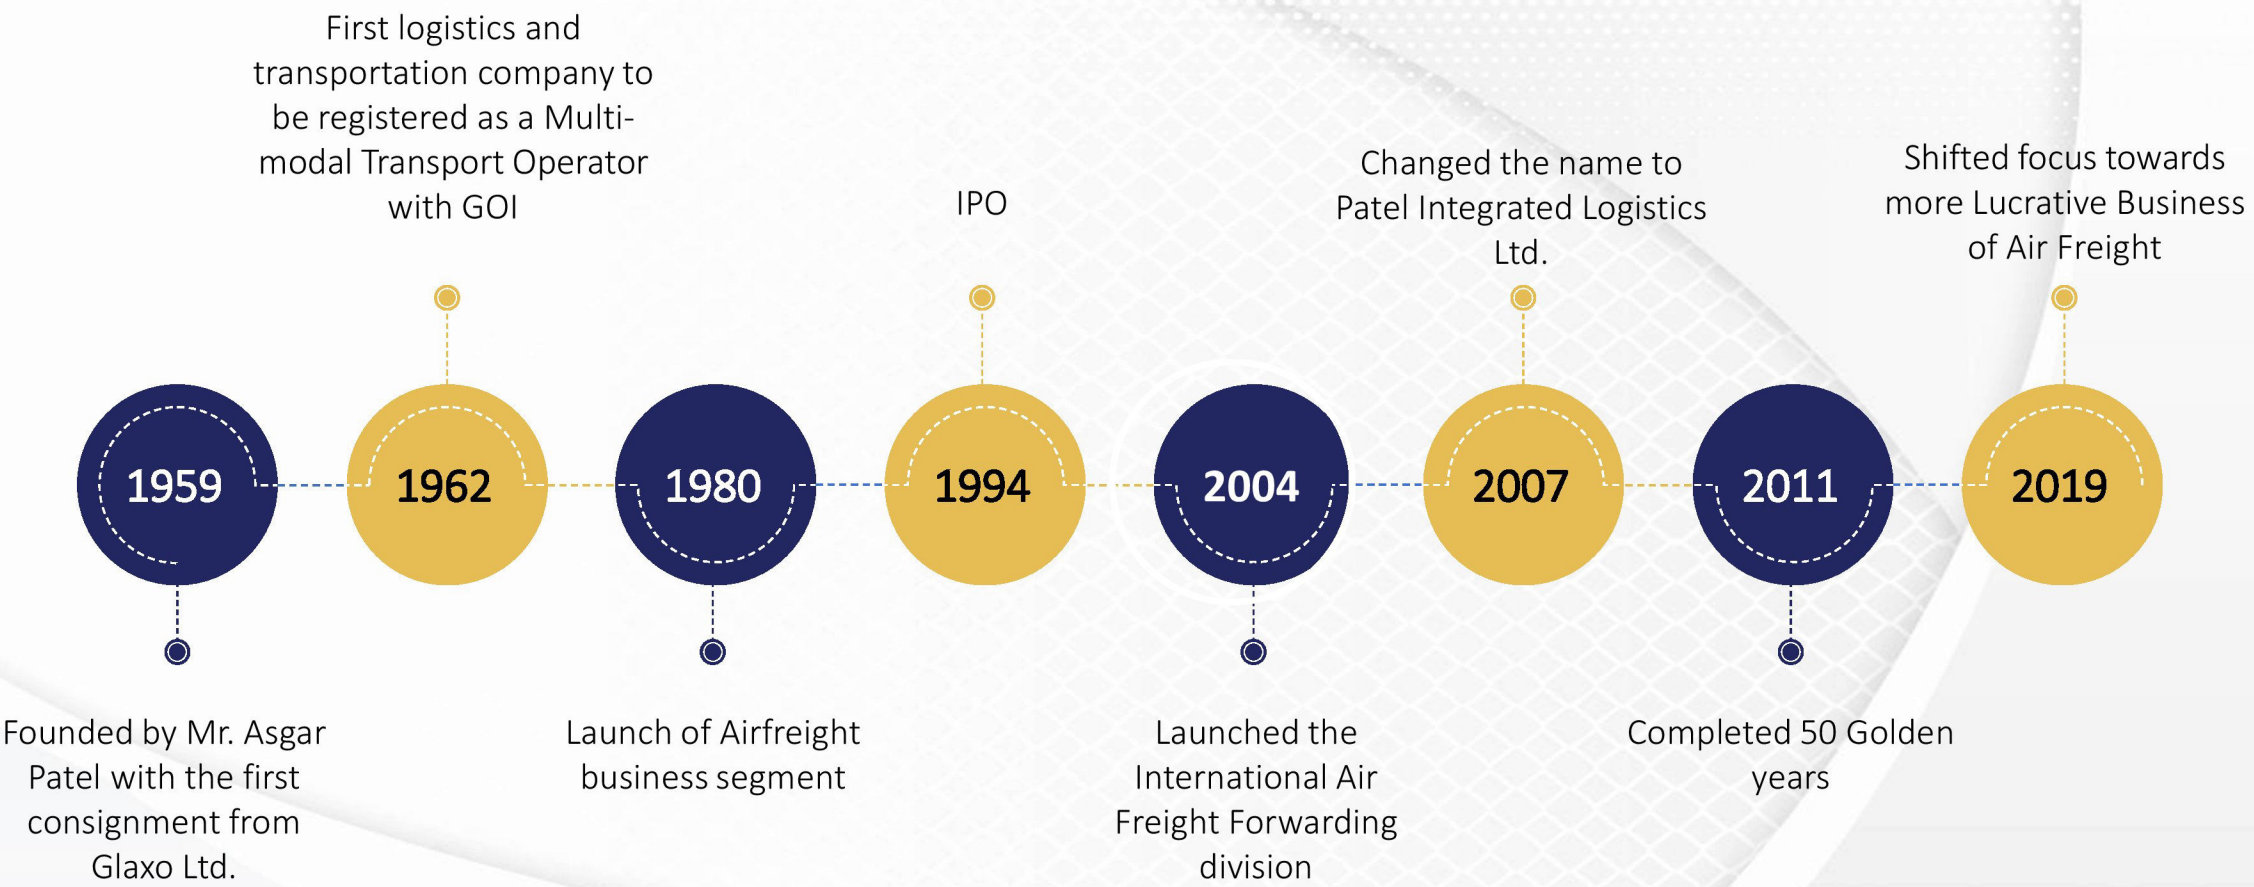 First logistics and
transportation company to
be registered as a Multi-
modal Transport Operator
with GOI
IPO
Changed the name to
Patel Integrated Logistics
Ltd.
Shifted focus towards
more Lucrative Business
of Air Freight
1959
1962
1980
1994
2004
2007
2011
2019
Founded by Mr. Asgar
Patel with the first
consignment from
Glaxo Ltd.
Launch of Airfreight
business segment
Launched the
International Air
Freight Forwarding
division
Completed 50 Golden
years